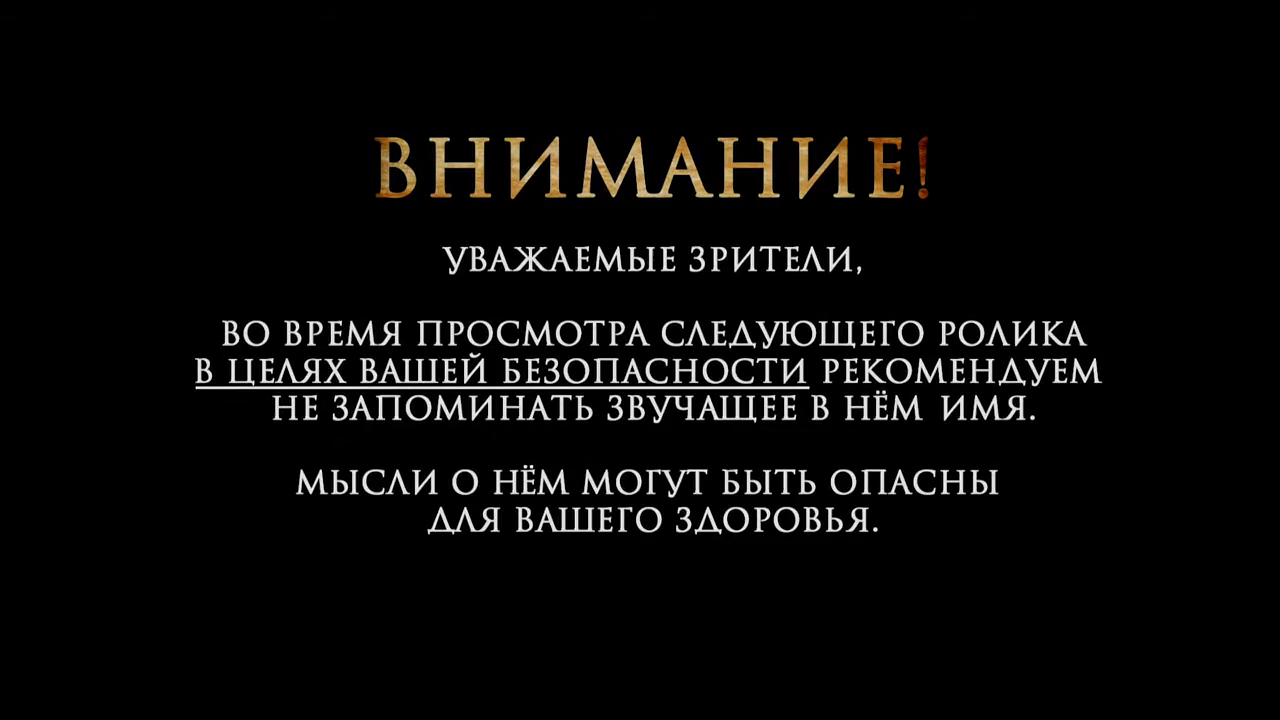 ВНИМАНИЕ!
УВАЖАЕМЫЕ ЗРИТЕЛИ,
ВО ВРЕМЯ ПРОСМОТРА СЛЕДУЮЩЕГО РОЛИКА
В ЦЕЛЯХ ВАШЕЙ БЕЗОПАСНОСТИ РЕКОМЕНДУЕМ
НЕ ЗАПОМИНАТЬ ЗВУЧАЩЕЕ В НЁМ ИМЯ.
МЫСЛИ О НЁМ МОГУТ БЫТЬ ОПАСНЫ
ДЛЯ ВАШЕГО ЗДОРОВЬЯ.